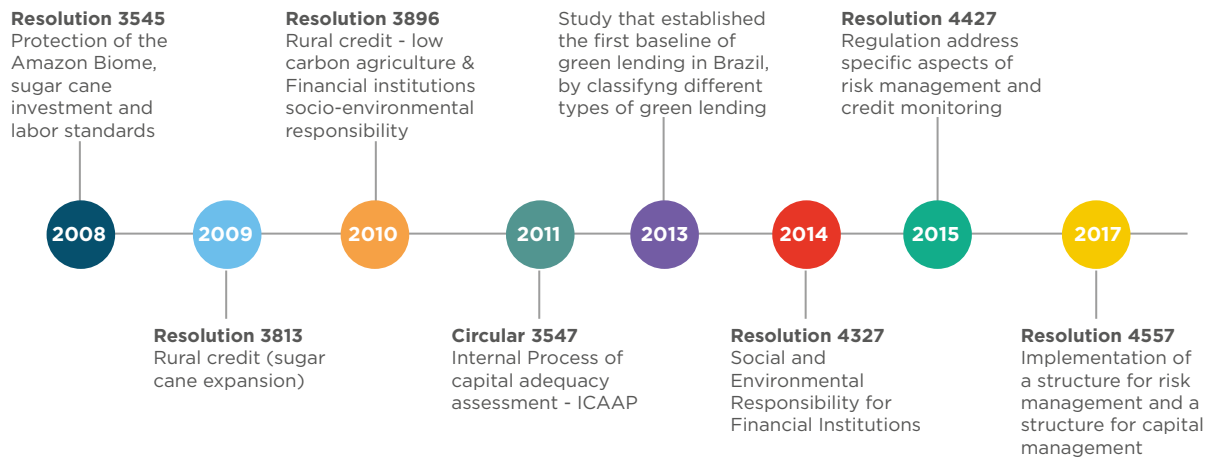 Resolution 3545
Protection of the
Amazon Biome,
sugar cane
investment and
labor standards
Resolution 3896
Rural credit - low
carbon agriculture &
Financial institutions
socio-environmental
responsibility
Study that established
the first baseline of
green lending in Brazil,
by classifyng different
types of green lending
Resolution 4427
Regulation address
specific aspects of
risk management and
credit monitoring
2008
2009
2010
2011
2013
2014
2015
2017
Resolution 3813
Rural credit (sugar
cane expansion)
Circular 3547
Internal Process of
capital adequacy
assessment - ICAAP
Resolution 4327
Social and
Environmental
Responsibility for
Financial Institutions
Resolution 4557
Implementation of
a structure for risk
management and a
structure for capital
management